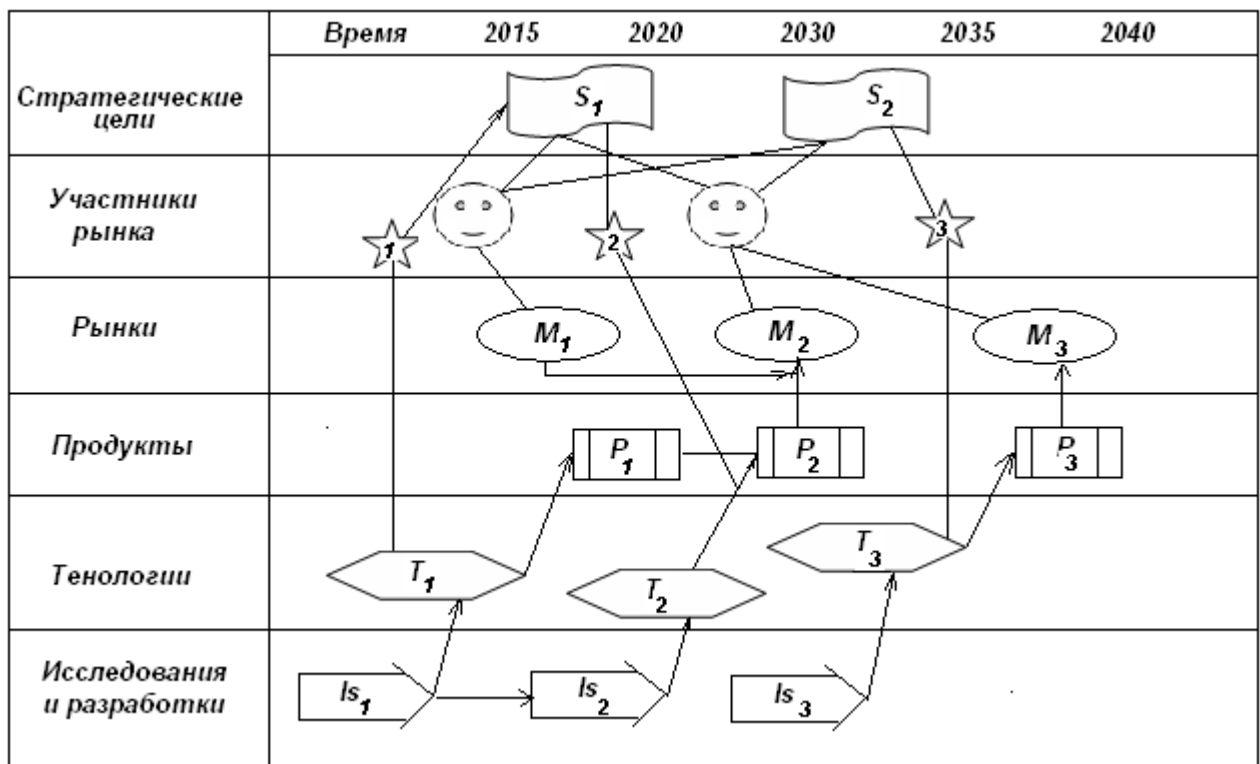 Время 2015 2020 2030 2035 2040
Стратегические
цели
S1 S2
Участники
рынка
1 2 3
Рынки
M1 M2 M3
Продукты
P1 P2 P3
Тенологии
T1 T2 T3
Исследования
и разработки
Is1 Is2 Is3